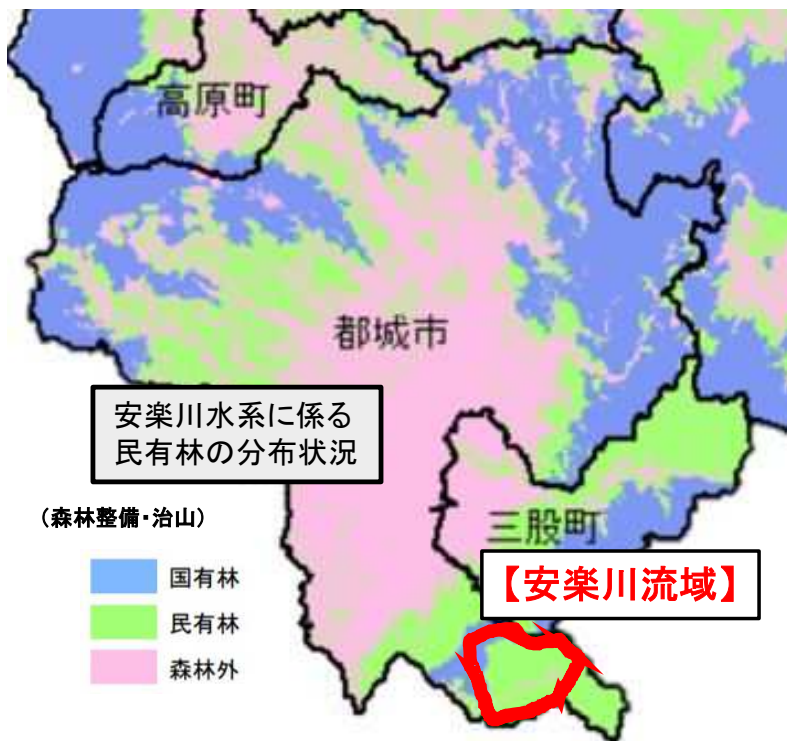 高原町
都城市
安楽川水系に係る
民有林の分布状況
(森林整備・治山)
三股町
国有林
【安楽川流域】
民有林
森林外